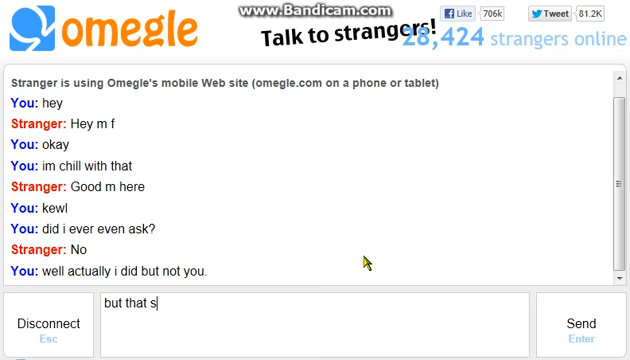 www.Bandicam.com
Like 706k Tweet 81.2K
omegle Talk to strangers! 28,424 strangers online
Stranger is using Omegle's mobile Web site (omegle.com on a phone or tablet)
You: hey
Stranger: Hey m f
You: okay
You: im chill with that
Stranger: Good m here
You: kewl
You: did i ever even ask?
Stranger: No
You: well actually i did but not you.
but that s
Disconnect
Esc
Send
Enter